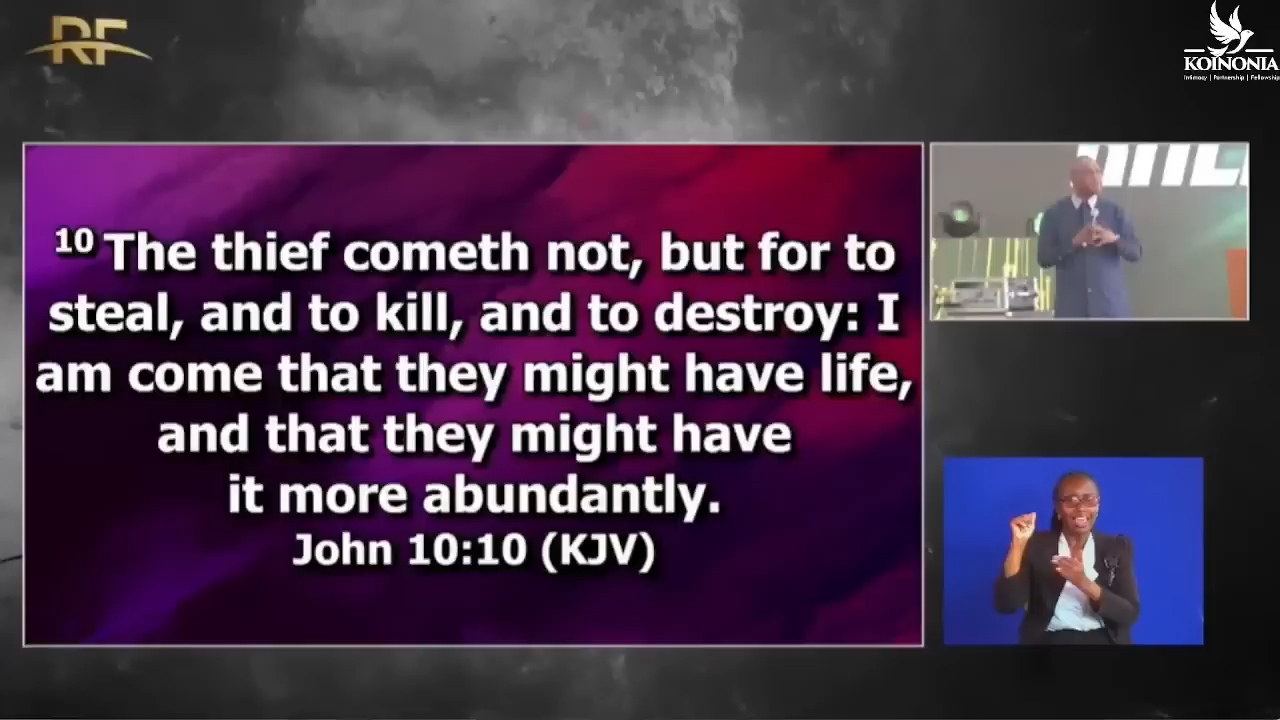 RF
KOINONIA
Intimacy | Partnership | Fellowship
10 The thief cometh not, but for to
steal, and to kill, and to destroy: I
am come that they might have life,
and that they might have
it more abundantly.
John 10:10 (KJV)